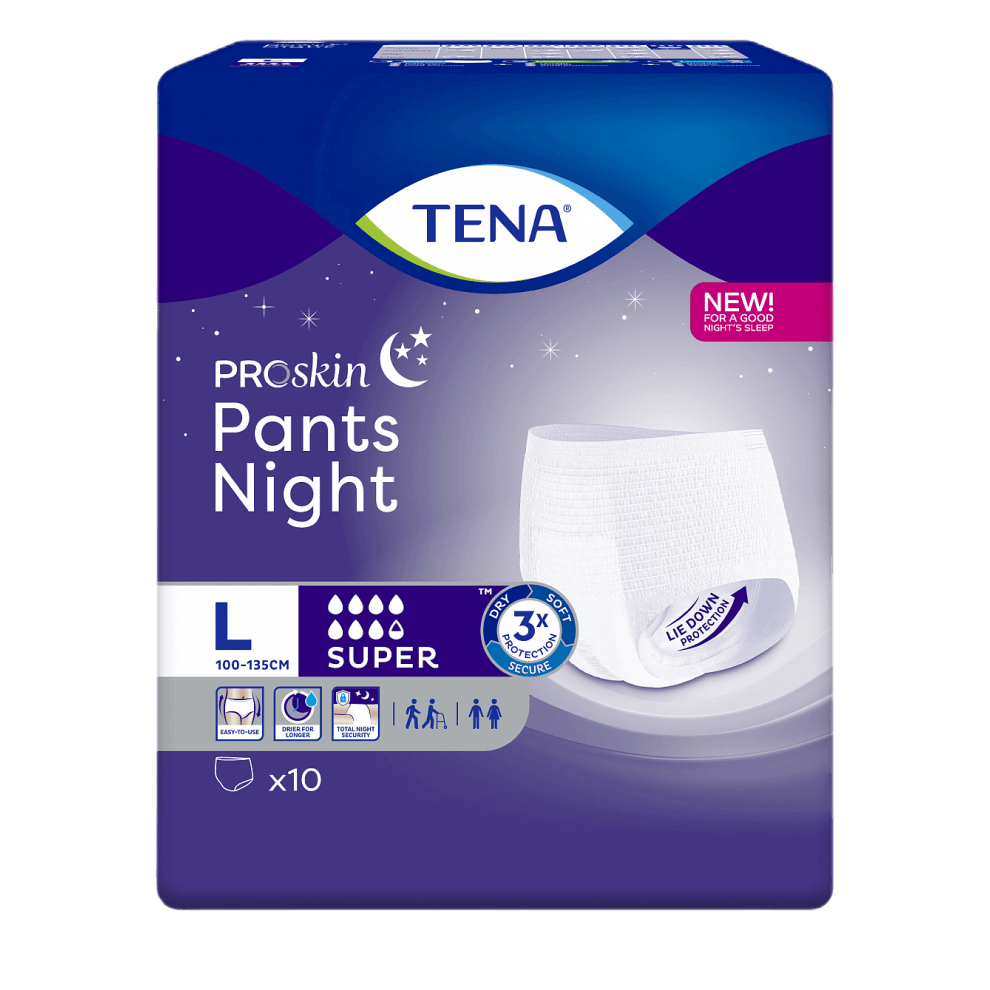 TENA®
NEW!
FOR A GOOD
NIGHT'S SLEEP
PROskin
Pants
Night
L
100-135CM
SUPER
™
DRY
SOFT
3X
PROTECTION
SECURE
LIE DOWN
PROTECTION
EASY-TO-USE
DRIER FOR
LONGER
TOTAL NIGHT
SECURITY
x10